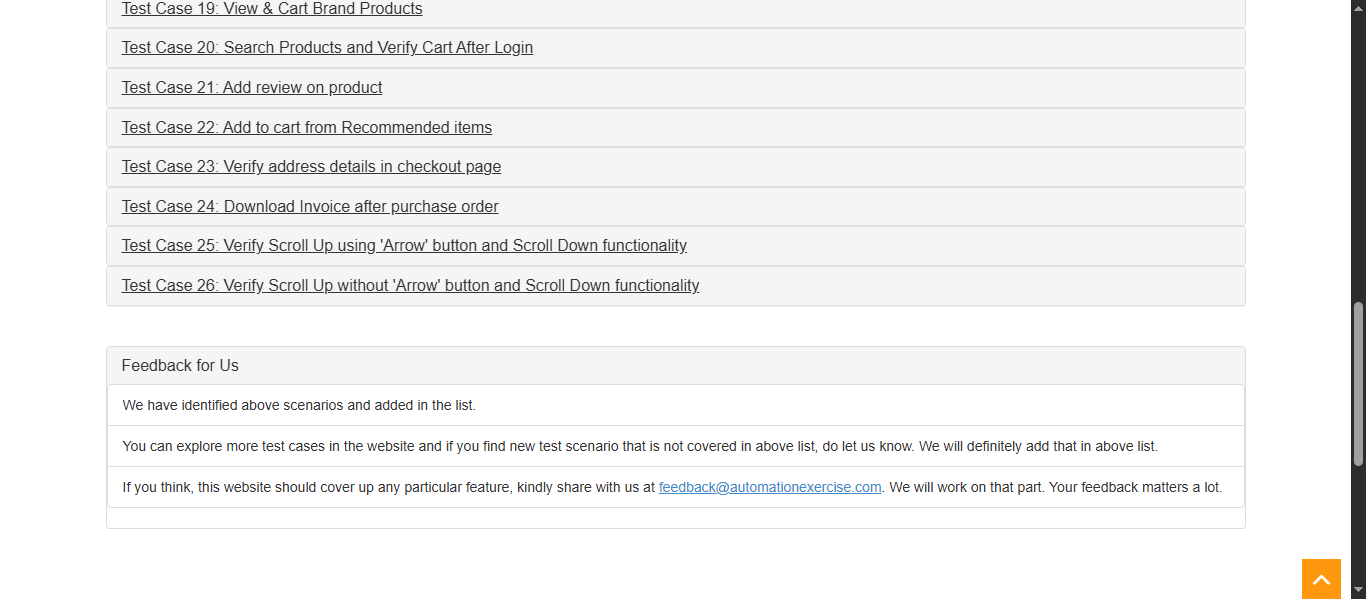 Test Case 19: View & Cart Brand Products
Test Case 20: Search Products and Verify Cart After Login
Test Case 21: Add review on product
Test Case 22: Add to cart from Recommended items
Test Case 23: Verify address details in checkout page
Test Case 24: Download Invoice after purchase order
Test Case 25: Verify Scroll Up using 'Arrow' button and Scroll Down functionality
Test Case 26: Verify Scroll Up without 'Arrow' button and Scroll Down functionality
Feedback for Us
We have identified above scenarios and added in the list.
You can explore more test cases in the website and if you find new test scenario that is not covered in above list, do let us know. We will definitely add that in above list.
If you think, this website should cover up any particular feature, kindly share with us at feedback@automationexercise.com. We will work on that part. Your feedback matters a lot.